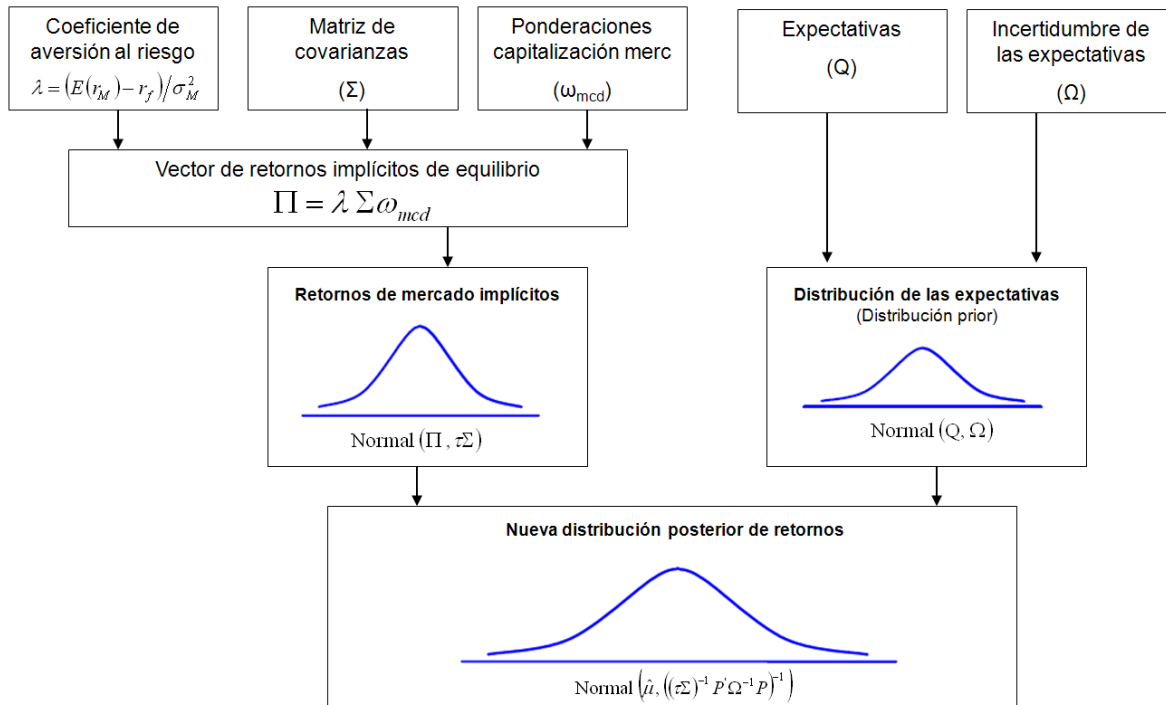 Coeficiente de
aversión al riesgo
λ = (E(r_M) − r_f)/σ²_M
Matriz de
covarianzas
(Σ)
Ponderaciones
capitalización merc
(ω_mcd)
Expectativas
(Q)
Incertidumbre de
las expectativas
(Ω)
Vector de retornos implícitos de equilibrio
Π = λ Σω_mcd
Retornos de mercado implícitos
Normal (Π , τΣ)
Distribución de las expectativas
(Distribución prior)
Normal (Q, Ω)
Nueva distribución posterior de retornos
Normal (μ̂, ((τΣ)⁻¹ P'Ω⁻¹ P)⁻¹)